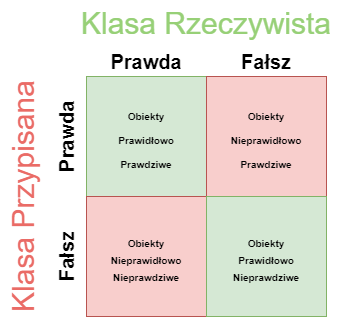 Klasa Rzeczywista
Prawda Fałsz
Klasa Przypisana
Prawda
Obiekty
Prawidłowo
Prawdziwe
Obiekty
Nieprawidłowo
Prawdziwe
Fałsz
Obiekty
Nieprawidłowo
Nieprawdziwe
Obiekty
Prawidłowo
Nieprawdziwe